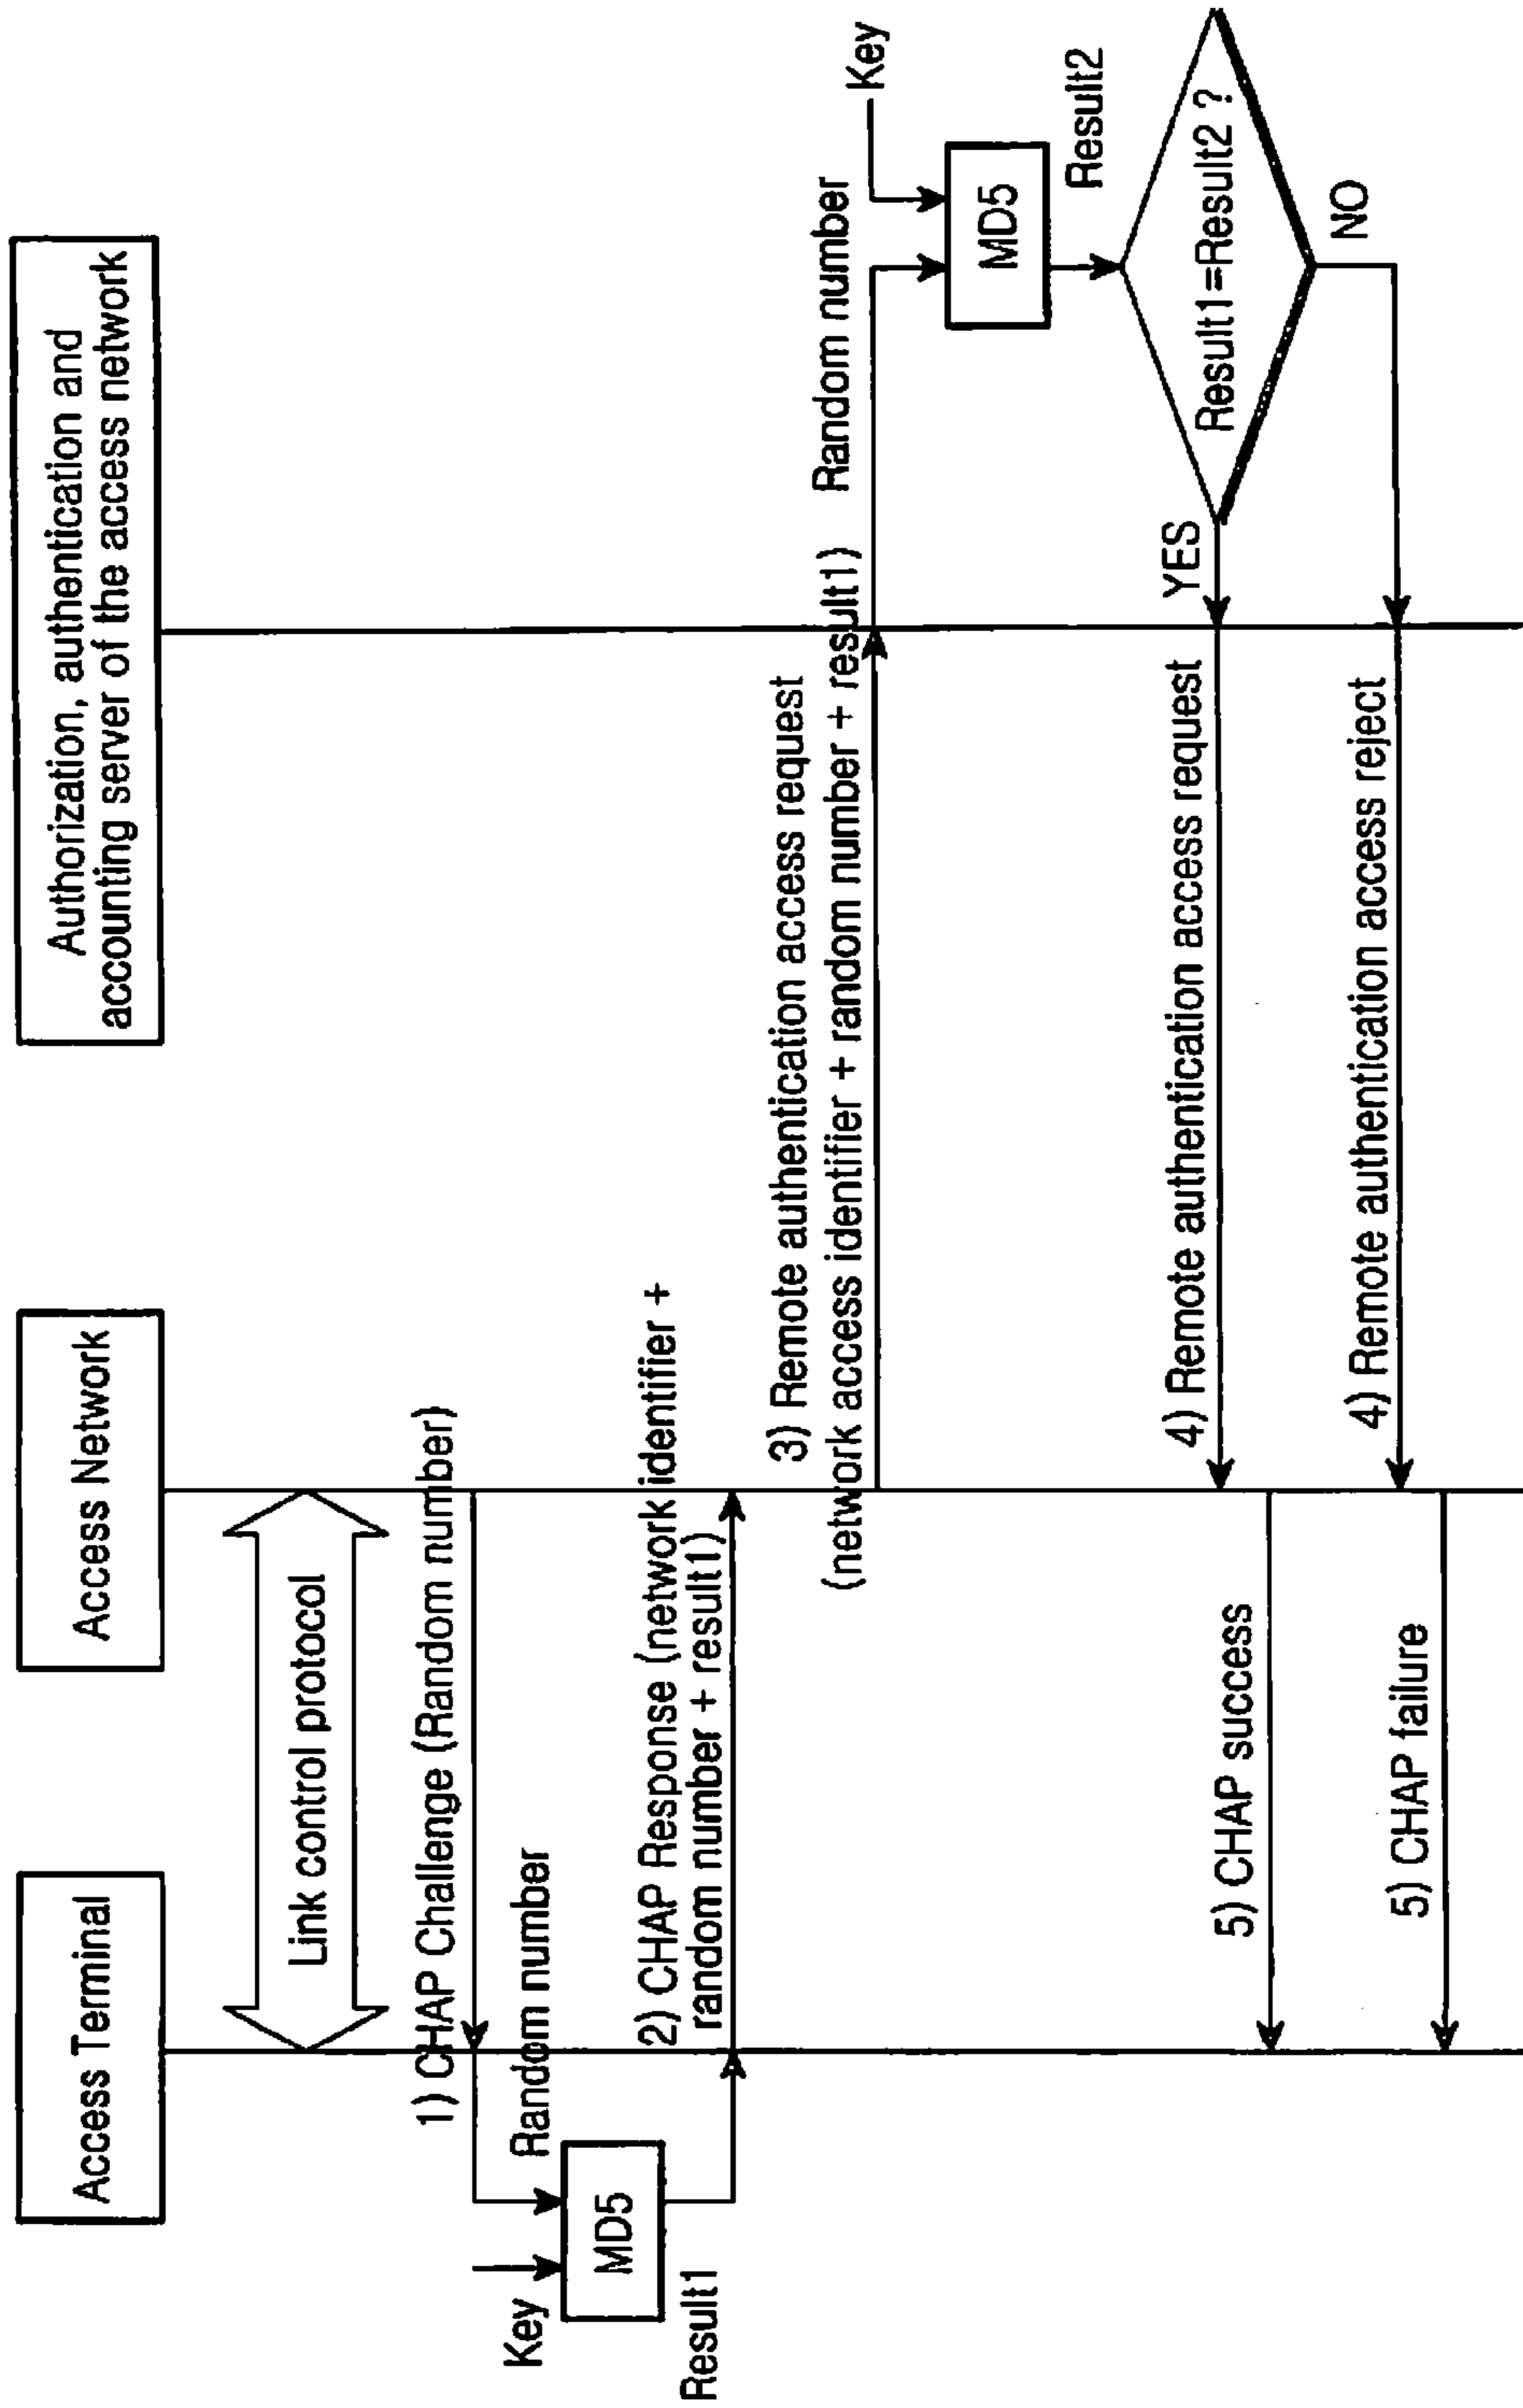 Access Terminal
Access Network
Authorization, authentication and
accounting server of the access network
Link control protocol
1) CHAP Challenge (Random number)
Random number
Key
MD5
Result1
2) CHAP Response (network identifier +
random number + result1)
3) Remote authentication access request
(network access identifier + random number + result1)
Random number
Key
MD5
Result2
Result1=Result2 ?
YES
NO
4) Remote authentication access request
5) CHAP success
4) Remote authentication access reject
5) CHAP failure